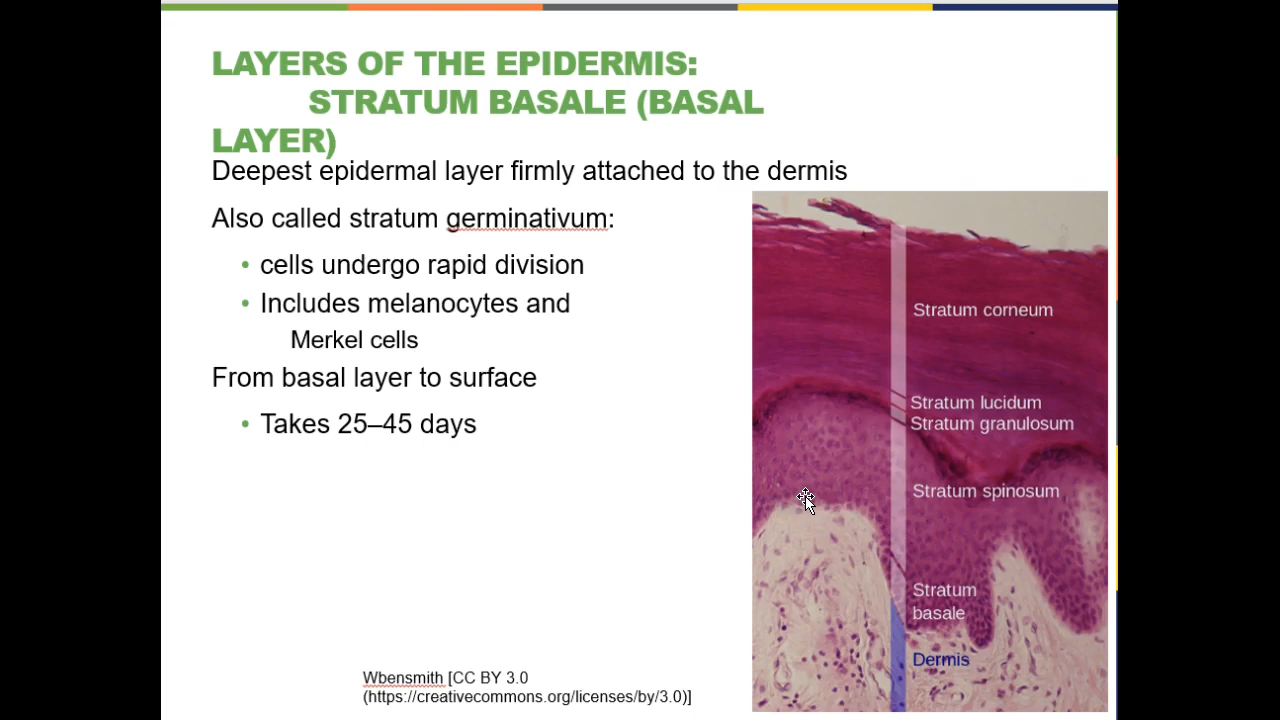 LAYERS OF THE EPIDERMIS:
STRATUM BASALE (BASAL
LAYER)
Deepest epidermal layer firmly attached to the dermis
Also called stratum germinativum:
• cells undergo rapid division
• Includes melanocytes and
Merkel cells
From basal layer to surface
• Takes 25–45 days
Stratum corneum
Stratum lucidum
Stratum granulosum
Stratum spinosum
Stratum
basale
Dermis
Wbensmith [CC BY 3.0
(https://creativecommons.org/licenses/by/3.0)]